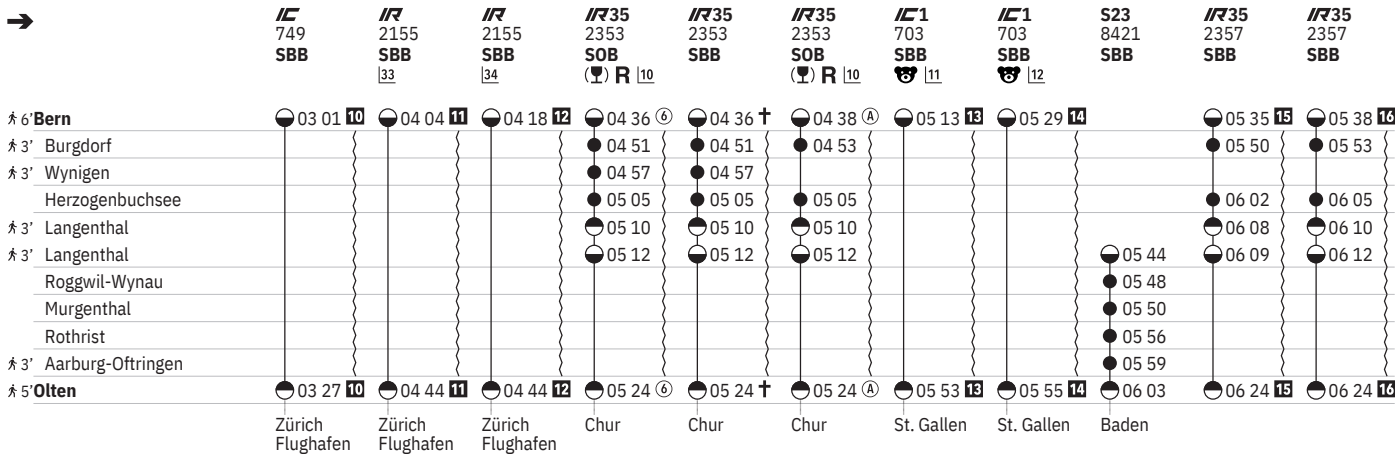 IC IR IR IR35 IR35 IR35 IC1 IC1 S23 IR35 IR35
749 2155 2155 2353 2353 2353 703 703 8421 2357 2357
SBB SBB SBB SOB SBB SOB SBB SBB SBB SBB SBB
33 34 R 10 R 10 11 12
6' Bern 03 01 10 04 04 11 04 18 12 04 36 6 04 36 04 38 A 05 13 13 05 29 14 05 35 15 05 38 16
3' Burgdorf 04 51 04 51 04 53 05 50 05 53
3' Wynigen 04 57 04 57
Herzogenbuchsee 05 05 05 05 05 05 06 02 06 05
3' Langenthal 05 10 05 10 05 10 06 08 06 10
3' Langenthal 05 12 05 12 05 12 05 44 06 09 06 12
Roggwil-Wynau 05 48
Murgenthal 05 50
Rothrist 05 56
3' Aarburg-Oftringen 05 59
5' Olten 03 27 10 04 44 11 04 44 12 05 24 6 05 24 05 24 A 05 53 13 05 55 14 06 03 06 24 15 06 24 16
Zürich Zürich Zürich Chur Chur Chur St. Gallen St. Gallen Baden
Flughafen Flughafen Flughafen